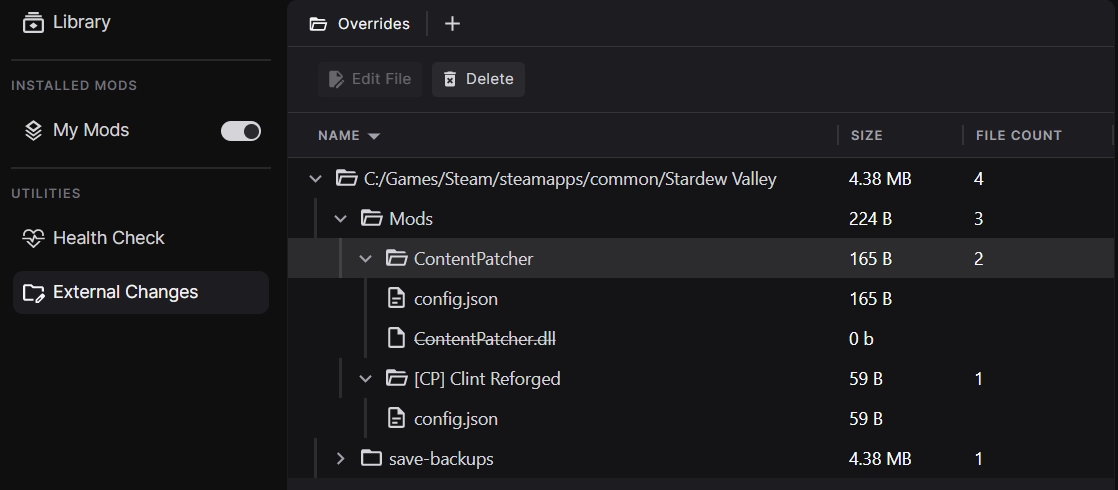 Library
Overrides
INSTALLED MODS
Edit File
Delete
My Mods
NAME
SIZE
FILE COUNT
UTILITIES
C:/Games/Steam/steamapps/common/Stardew Valley 4.38 MB 4
Mods 224 B 3
Health Check
ContentPatcher 165 B 2
External Changes
config.json 165 B
ContentPatcher.dll 0 b
[CP] Clint Reforged 59 B 1
config.json 59 B
save-backups 4.38 MB 1